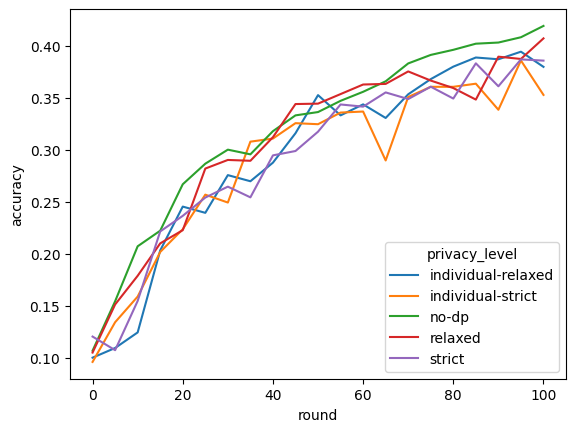 accuracy
0.40
0.35
0.30
0.25
0.20
0.15
0.10
0 20 40 60 80 100
round
privacy_level
individual-relaxed
individual-strict
no-dp
relaxed
strict